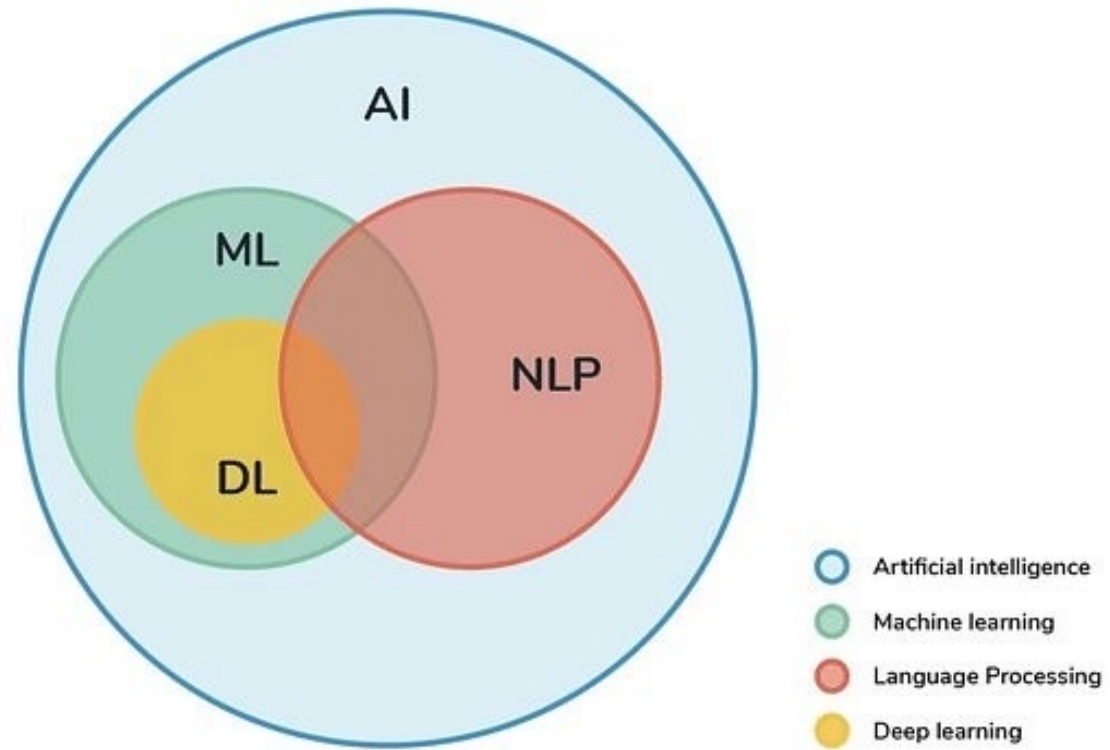 AI
ML
NLP
DL
Artificial intelligence
Machine learning
Language Processing
Deep learning